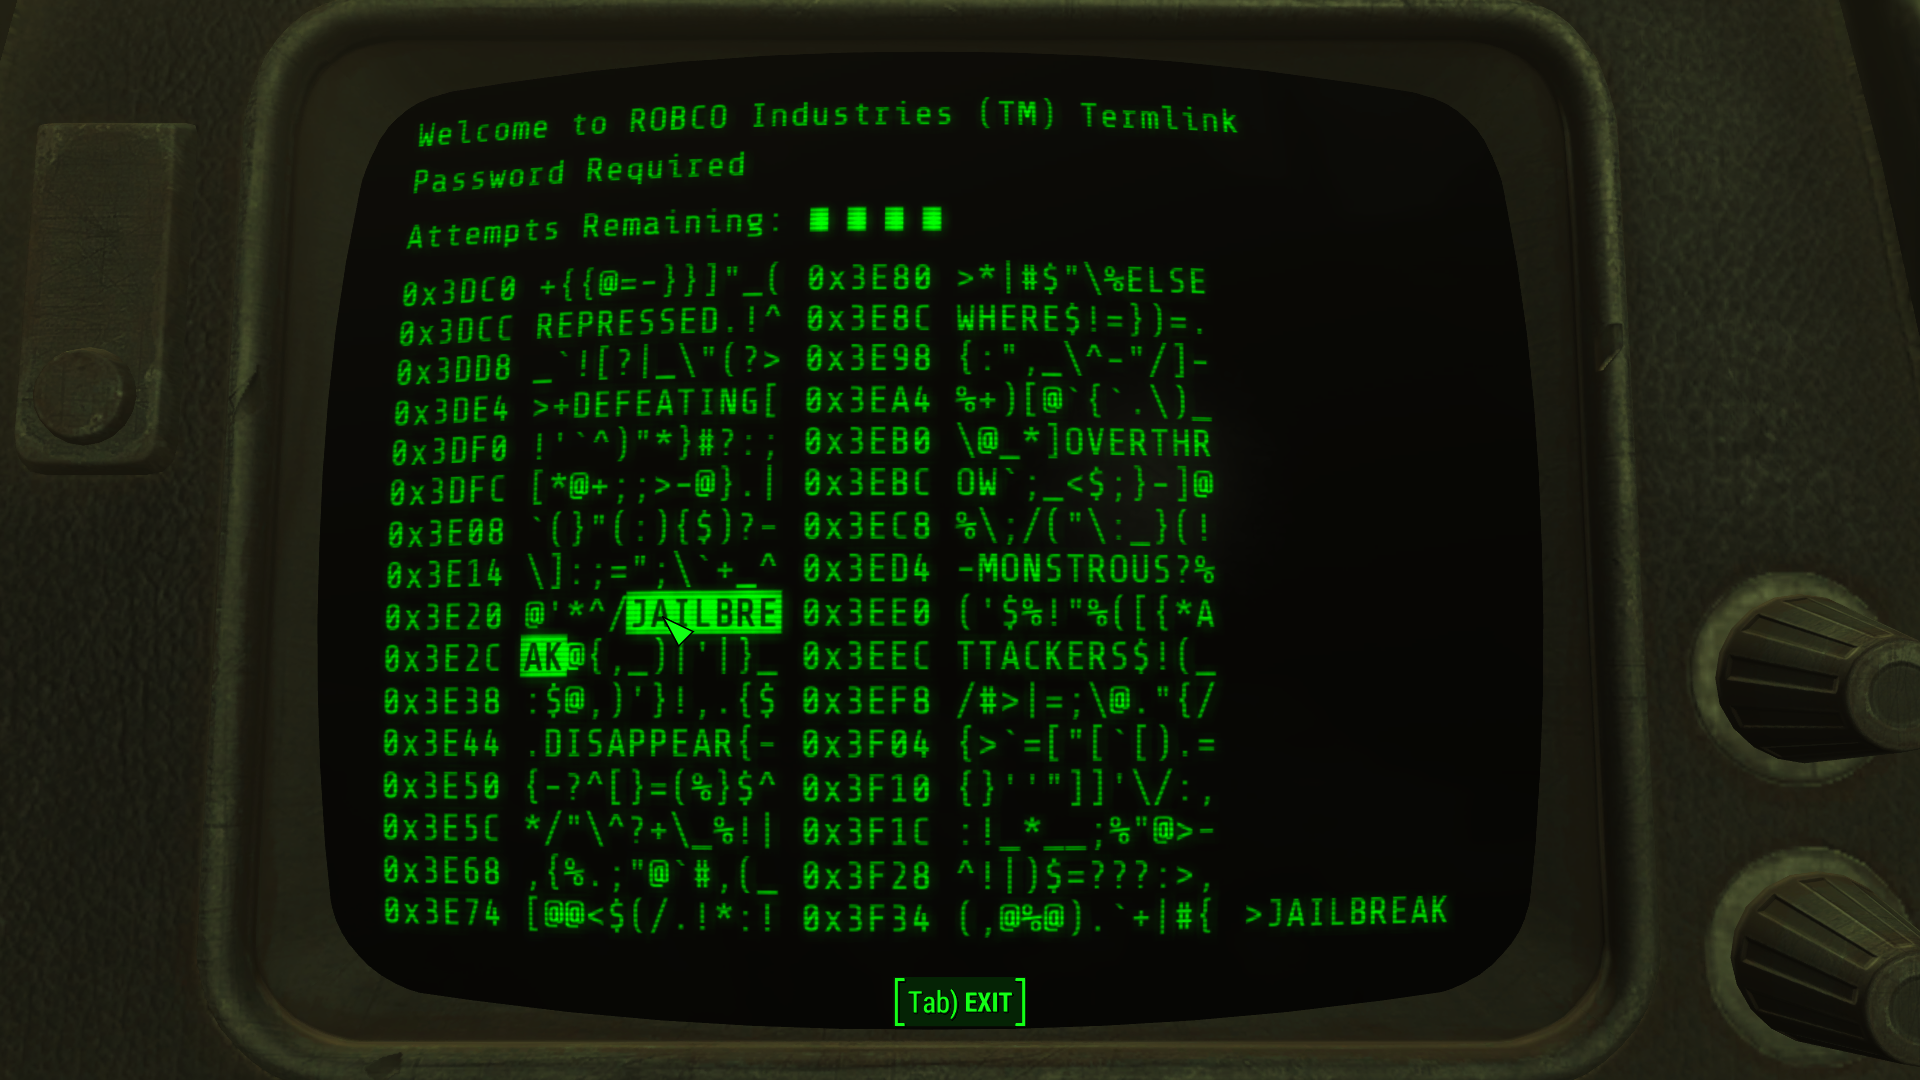 Welcome to ROBCO Industries (TM) Termlink
Password Required
Attempts Remaining: ■ ■ ■ ■
0x3DC0 +{{@=-}}]"_( 0x3E80 >*|#$"\%ELSE
0x3DCC REPRESSED.!^ 0x3E8C WHERE$!=})=.
0x3DD8 _`![?|_\"(?> 0x3E98 {:",_\^-"/]-
0x3DE4 >+DEFEATING[ 0x3EA4 %+)[@`{`.\)_
0x3DF0 !'`^)"*}#?:; 0x3EB0 \@_*]OVERTHR
0x3DFC [*@+;;>-@}.| 0x3EBC OW`;_<$;}-]@
0x3E08 `(}"(:){$)?- 0x3EC8 %\;/("\:_}(!
0x3E14 \]:;=";\`+_^ 0x3ED4 -MONSTROUS?%
0x3E20 @'*^/JAILBRE 0x3EE0 ('$%!"%([{*A
0x3E2C AK@{,_)|'|}_ 0x3EEC TTACKERS$!(_
0x3E38 :$@,)'}!,.{$ 0x3EF8 /#>|=;\@."{/
0x3E44 .DISAPPEAR{- 0x3F04 {>`=["[`[).=
0x3E50 {-?^[}=(%}$^ 0x3F10 {}''"]]'\/:,
0x3E5C */"\^?+\_%!| 0x3F1C :!_*__;%"@>-
0x3E68 ,{%.;"@`#,(_ 0x3F28 ^!|)$=???:>,
0x3E74 [@@<$(/.!*:! 0x3F34 (,@%@).`+|#{ >JAILBREAK
[Tab) EXIT]